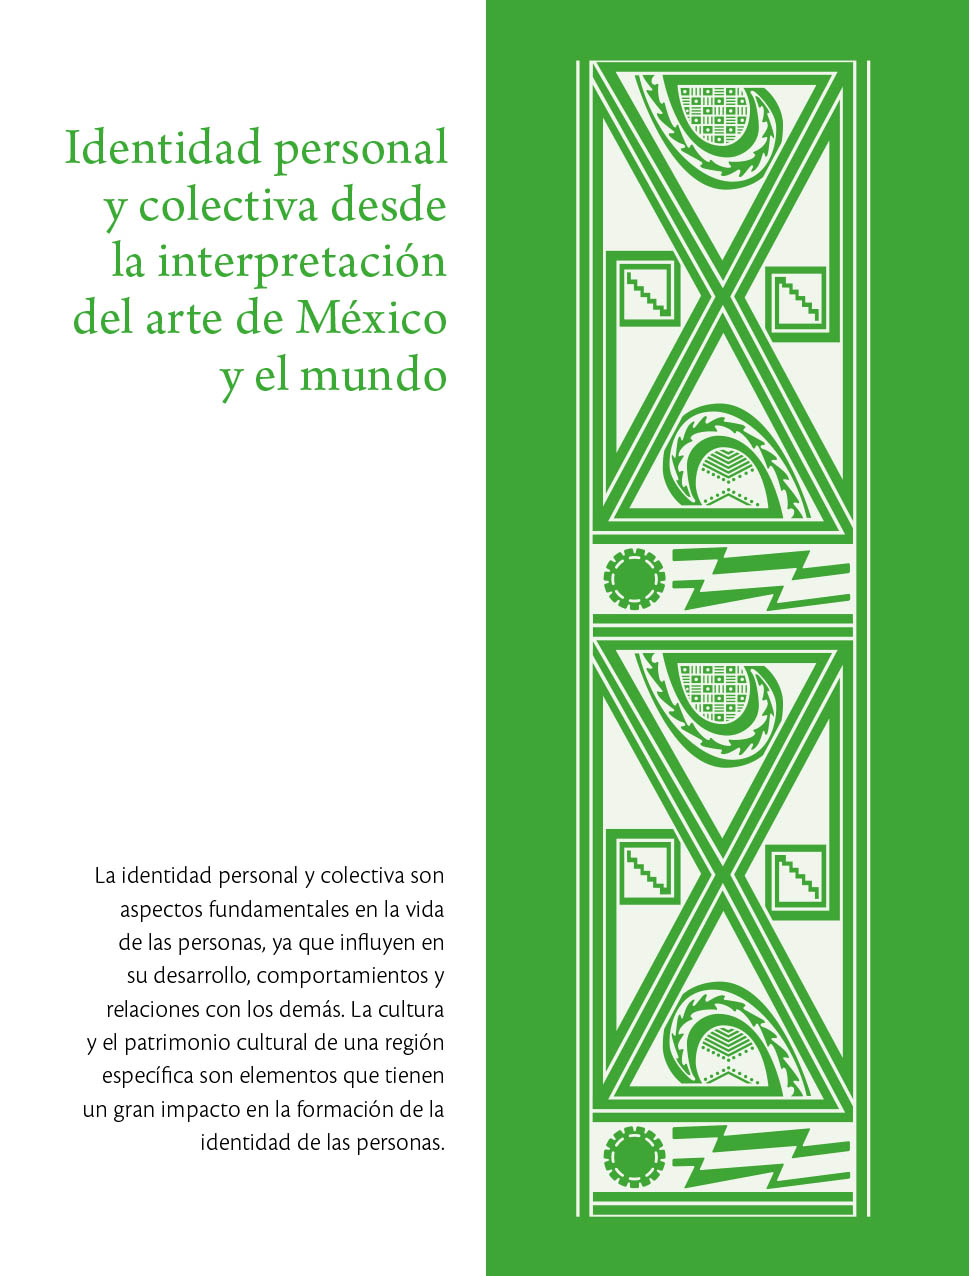 Identidad personal
y colectiva desde
la interpretación
del arte de México
y el mundo
La identidad personal y colectiva son
aspectos fundamentales en la vida
de las personas, ya que influyen en
su desarrollo, comportamientos y
relaciones con los demás. La cultura
y el patrimonio cultural de una región
específica son elementos que tienen
un gran impacto en la formación de la
identidad de las personas.